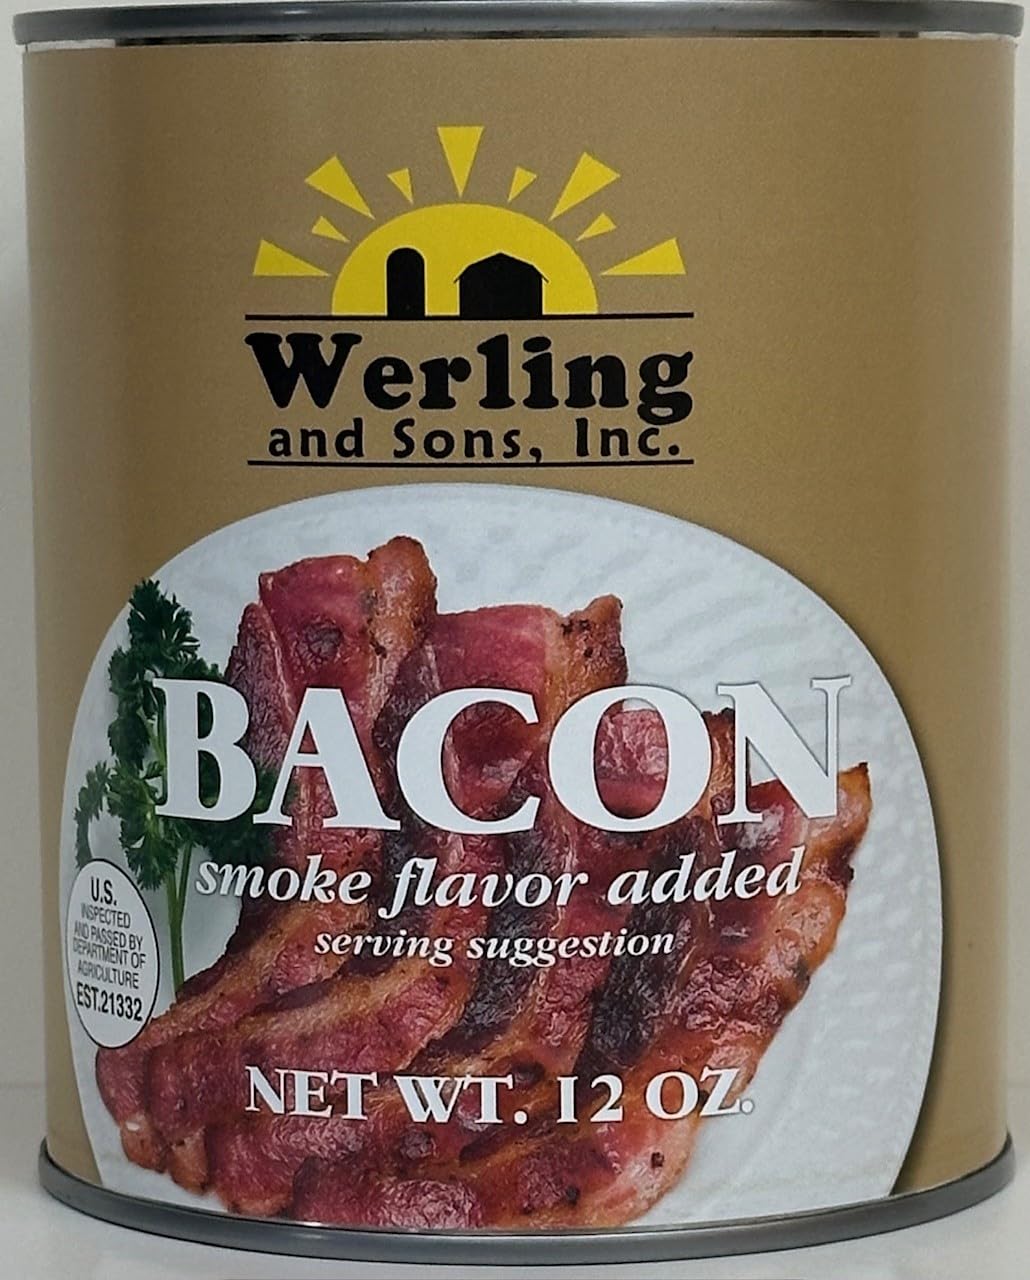 Werling
and Sons, Inc.
BACON
smoke flavor added
serving suggestion
U.S.
INSPECTED
AND PASSED BY
DEPARTMENT OF
AGRICULTURE
EST.21332
NET WT. 12 OZ.